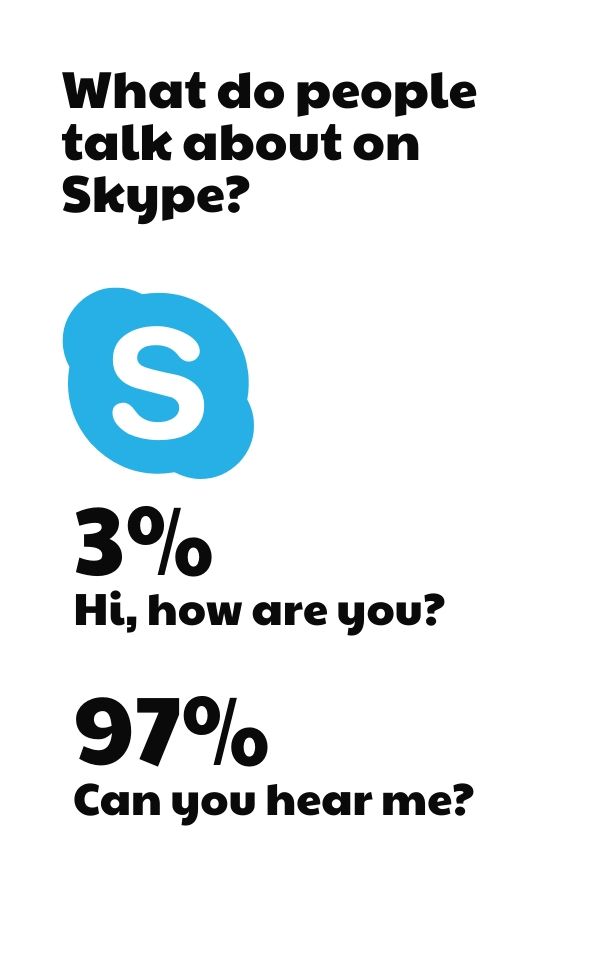 What do people
talk about on
Skype?
S
3%
Hi, how are you?
97%
Can you hear me?